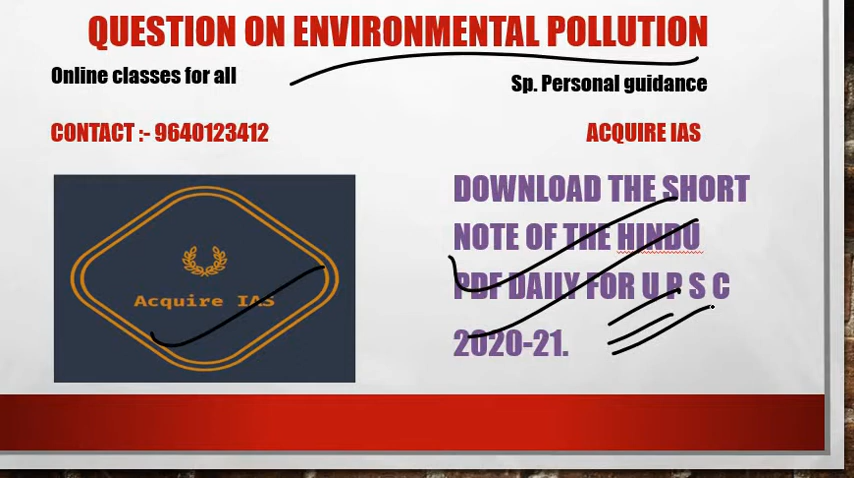 QUESTION ON ENVIRONMENTAL POLLUTION
Online classes for all
Sp. Personal guidance
CONTACT :- 9640123412
ACQUIRE IAS
Acquire IAS
DOWNLOAD THE SHORT
NOTE OF THE HINDU
PDF DAILY FOR U P S C
2020-21.